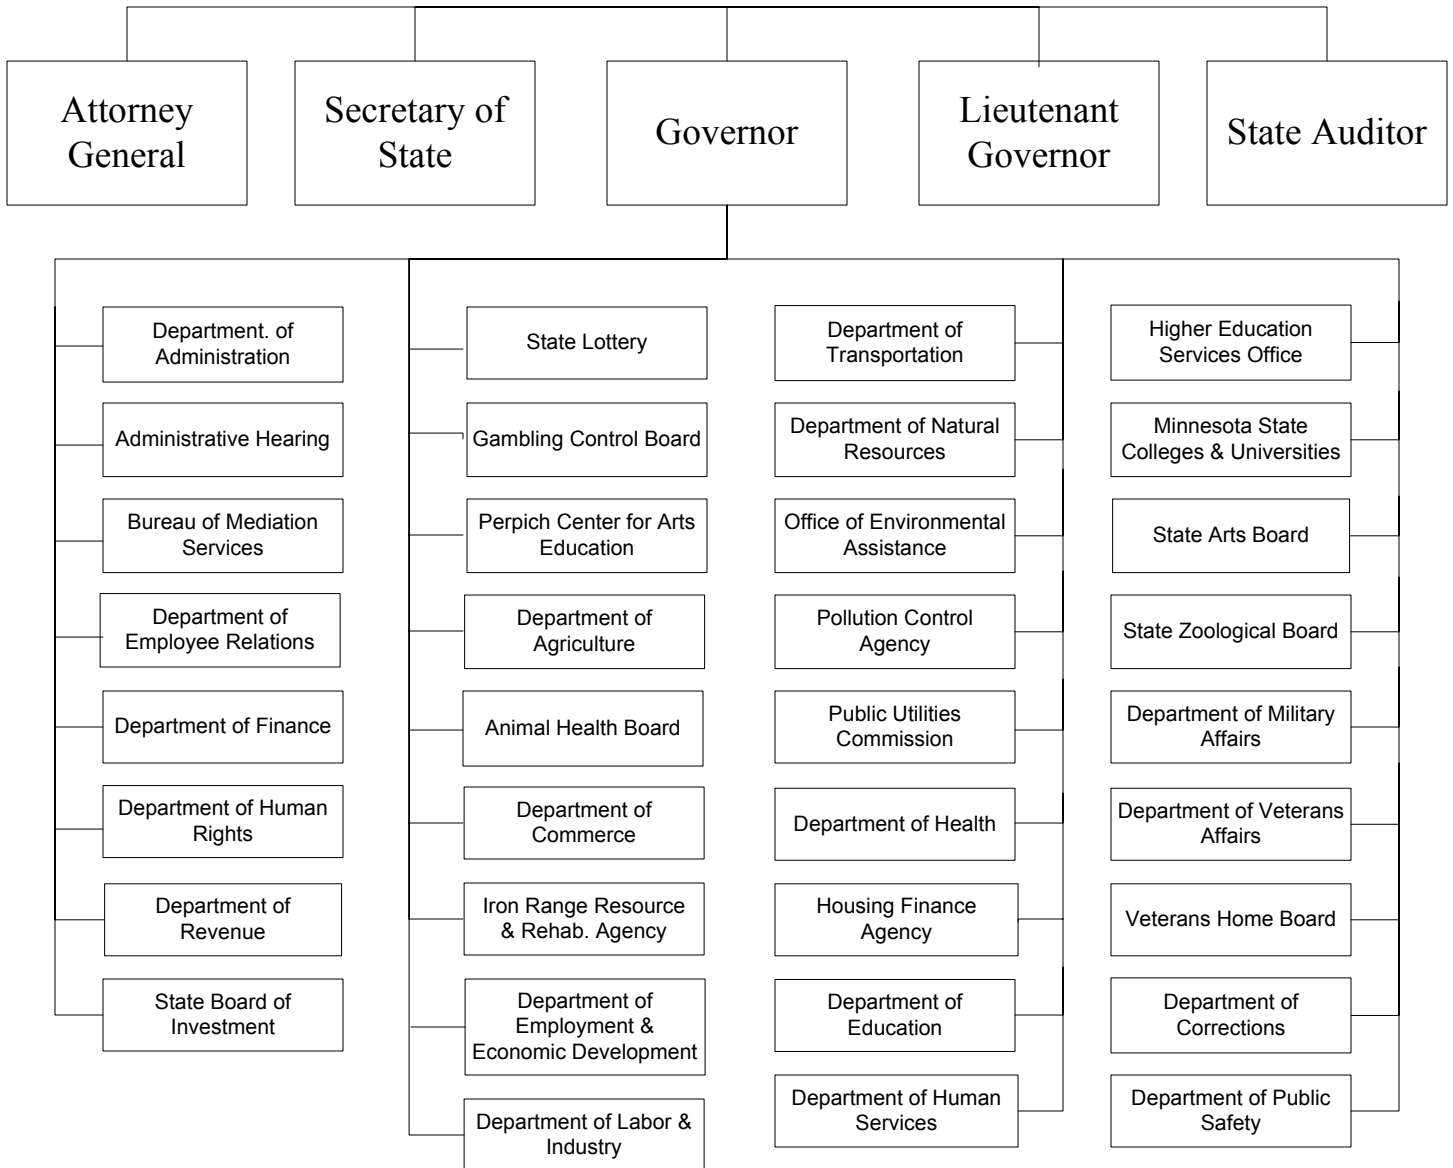 Attorney
General
Secretary of
State
Governor
Lieutenant
Governor
State Auditor
Department. of
Administration
Administrative Hearing
Bureau of Mediation
Services
Department of
Employee Relations
Department of Finance
Department of Human
Rights
Department of
Revenue
State Board of
Investment
State Lottery
Gambling Control Board
Perpich Center for Arts
Education
Department of
Agriculture
Animal Health Board
Department of
Commerce
Iron Range Resource
& Rehab. Agency
Department of
Employment &
Economic Development
Department of Labor &
Industry
Department of
Transportation
Department of Natural
Resources
Office of Environmental
Assistance
Pollution Control
Agency
Public Utilities
Commission
Department of Health
Housing Finance
Agency
Department of
Education
Department of Human
Services
Higher Education
Services Office
Minnesota State
Colleges & Universities
State Arts Board
State Zoological Board
Department of Military
Affairs
Department of Veterans
Affairs
Veterans Home Board
Department of
Corrections
Department of Public
Safety